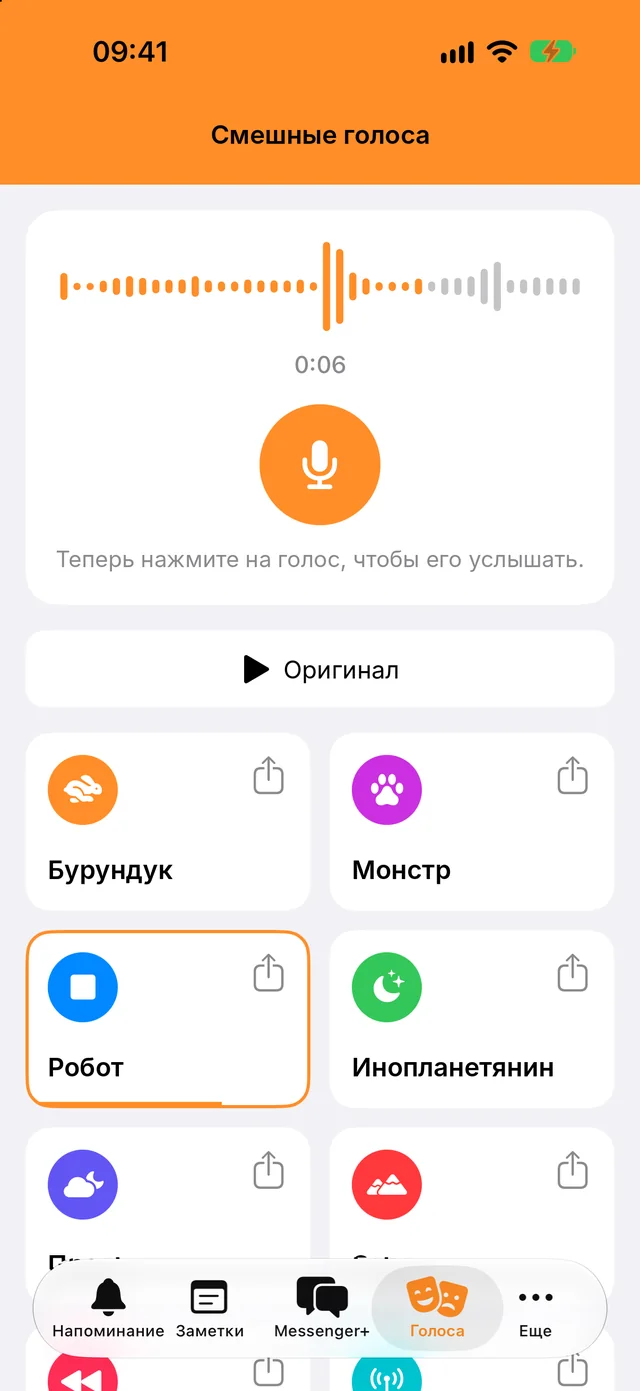 09:41
Смешные голоса
0:06
Теперь нажмите на голос, чтобы его услышать.
Оригинал
Бурундук
Монстр
Робот
Инопланетянин
Напоминание
Заметки
Messenger+
Голоса
Еще